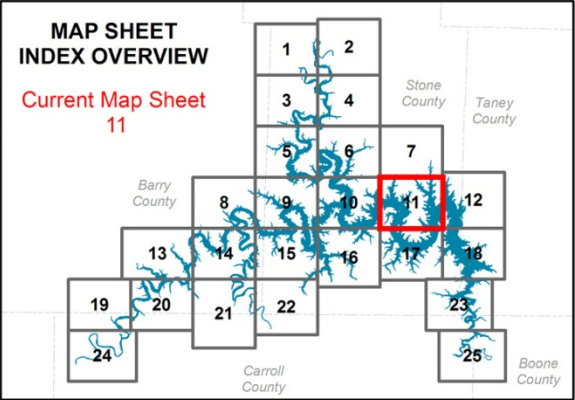 MAP SHEET
INDEX OVERVIEW
Current Map Sheet
11
1
2
3
4
Stone
County
Taney
County
5
6
7
Barry
County
8
9
10
11
12
13
14
15
16
17
18
19
20
21
22
23
24
25
Carroll
County
Boone
County